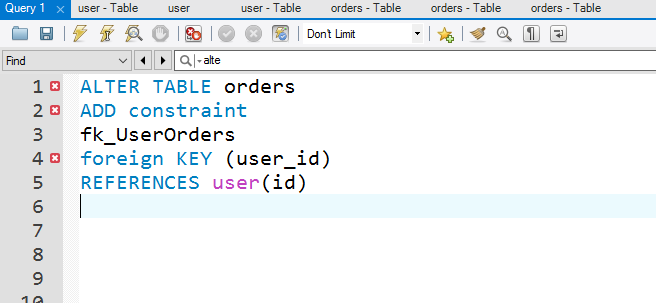 Query 1 user - Table user user - Table orders - Table orders - Table orders - Table
Don't Limit
Find alte
1 ALTER TABLE orders
2 ADD constraint
3 fk_UserOrders
4 foreign KEY (user_id)
5 REFERENCES user(id)
6
7
8
9
10